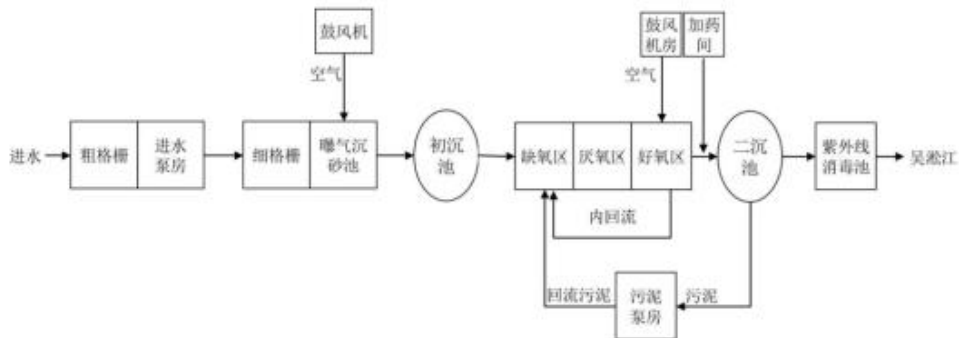 鼓风机
鼓风
机房
加药
间
空气
空气
进水
粗格栅
进水
泵房
细格栅
曝气沉
砂池
初沉
池
缺氧区
厌氧区
好氧区
二沉
池
紫外线
消毒池
吴淞江
内回流
回流污泥
污泥
泵房
污泥